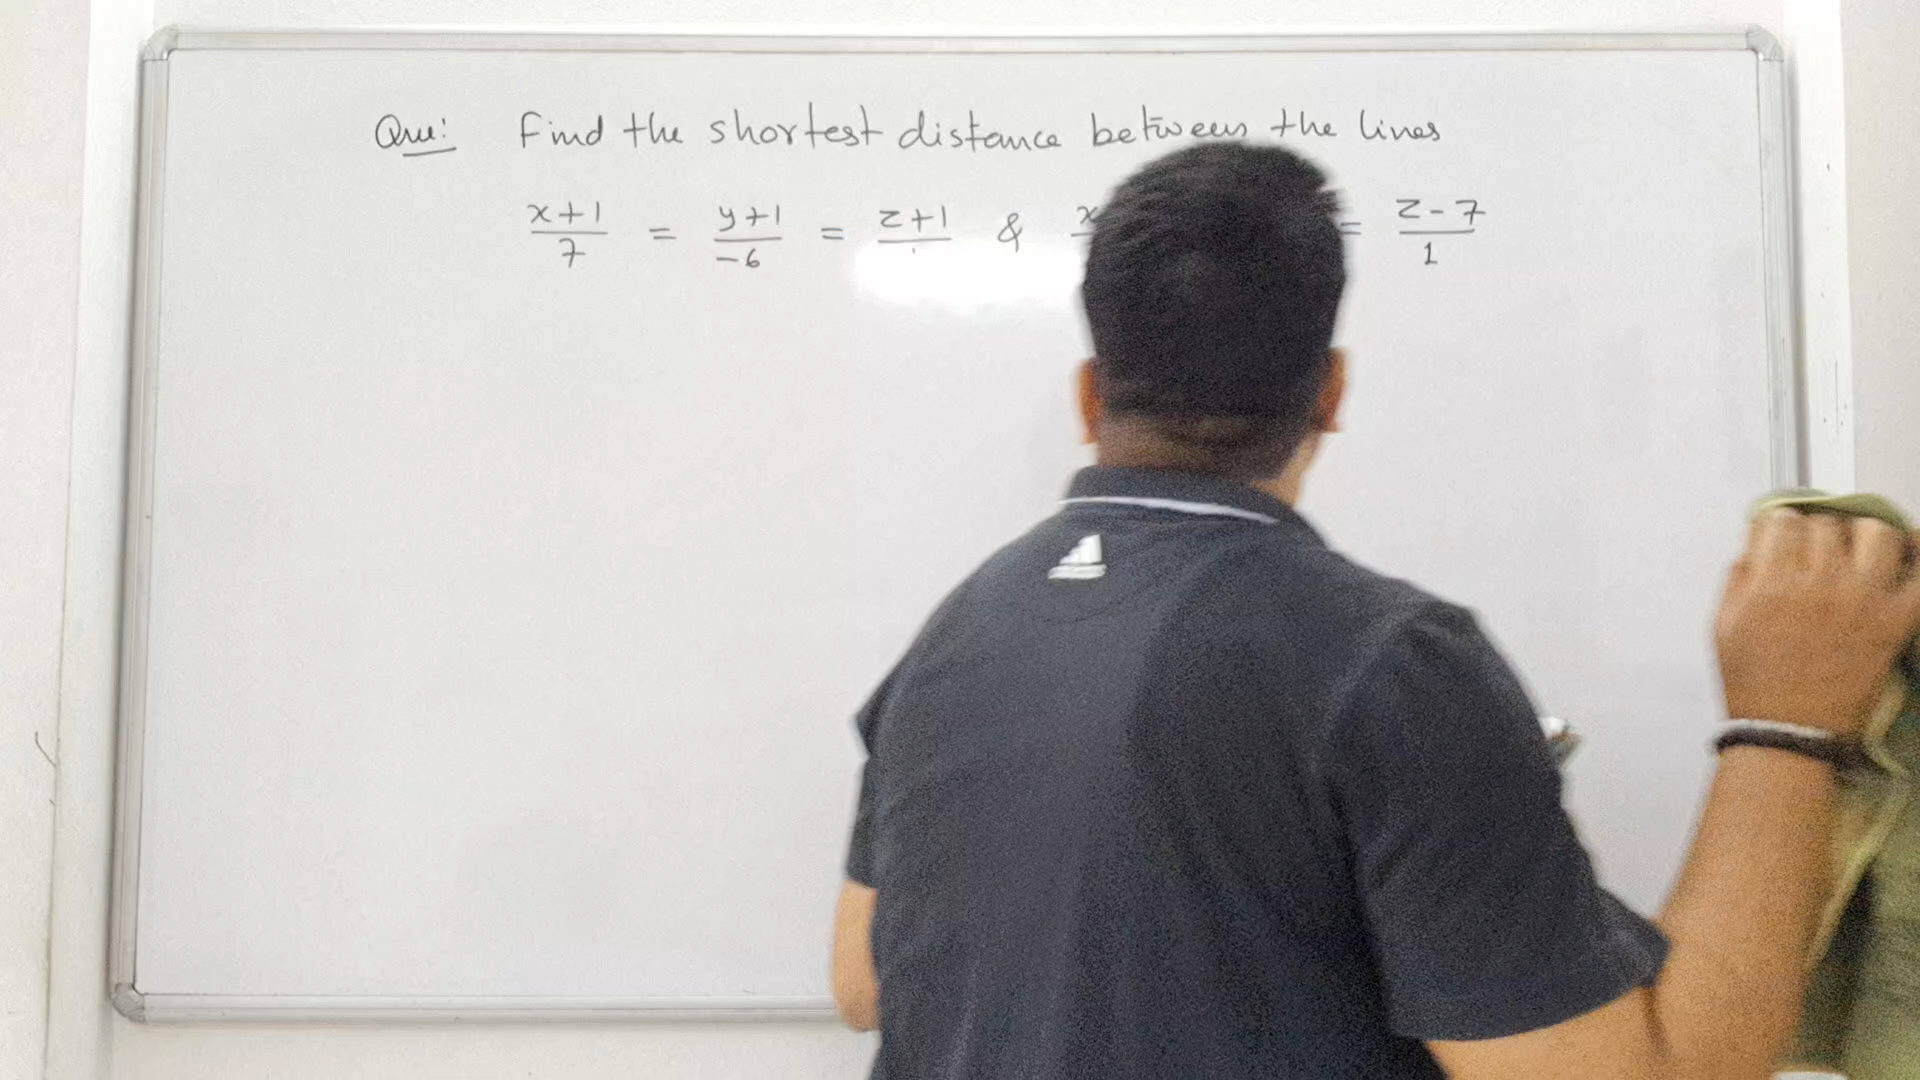 Que: Find the shortest distance between the lines
x+1/7 = y+1/-6 = z+1 & x = z-7/1